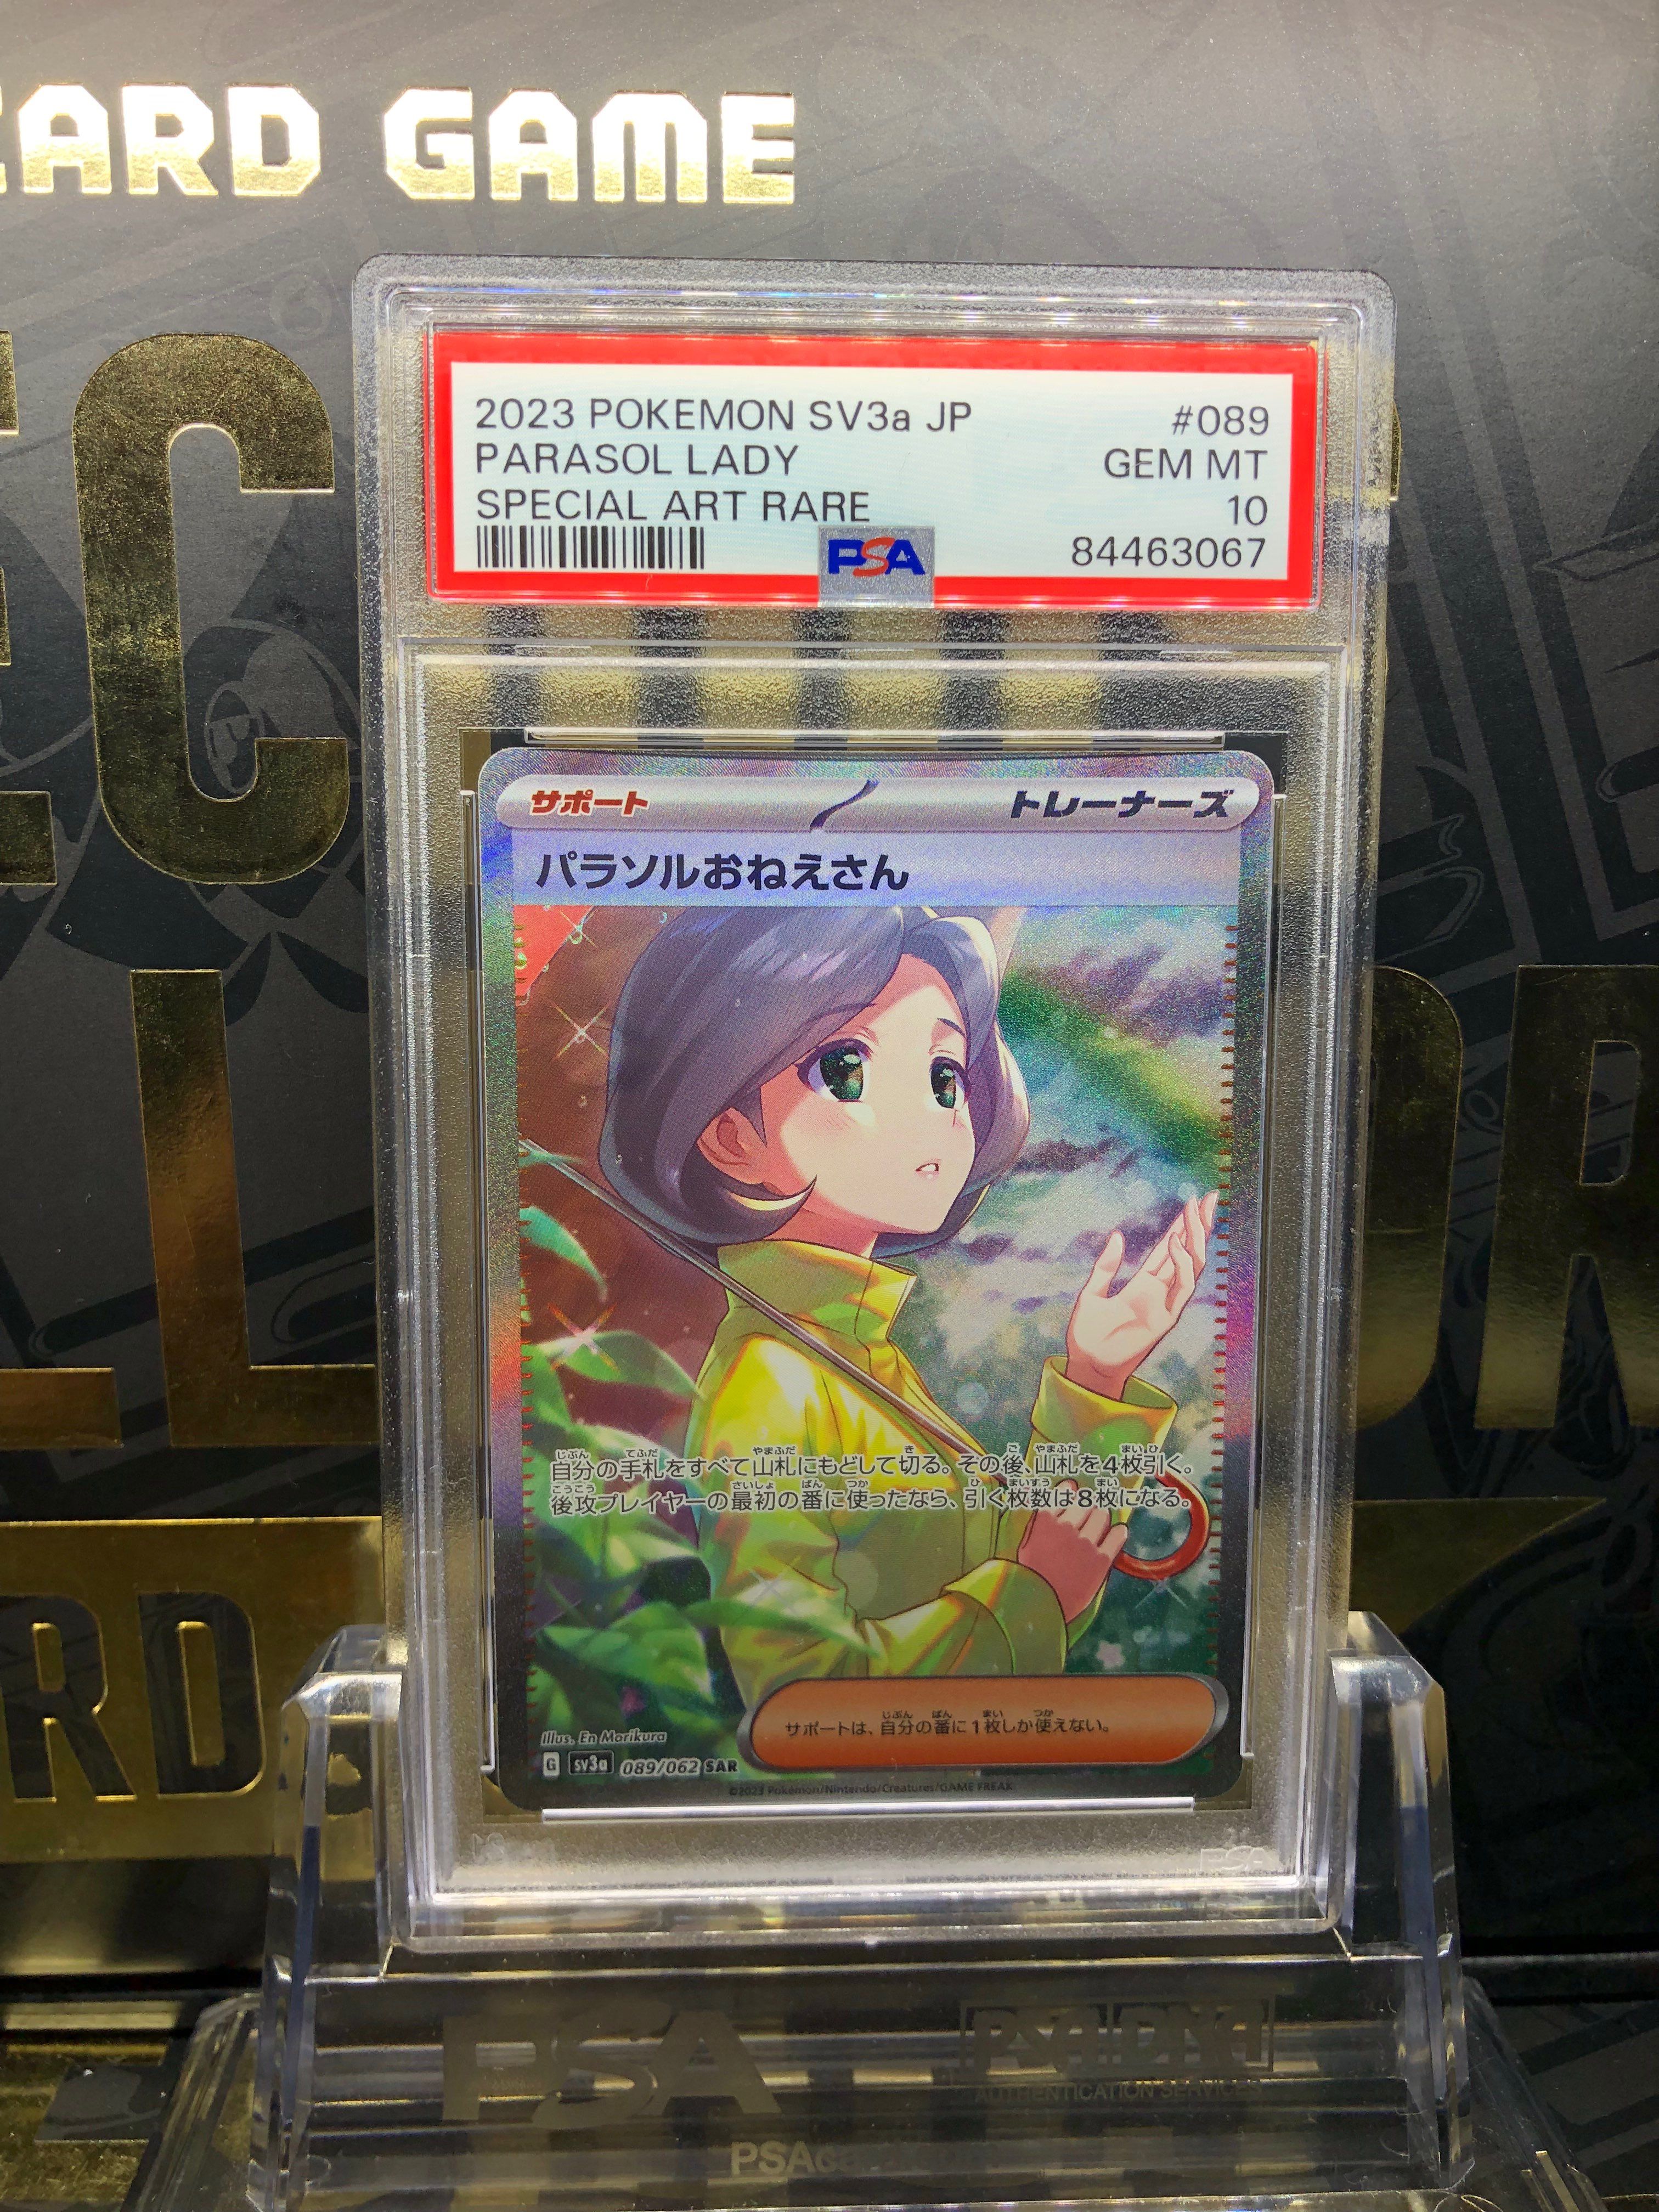 CARD GAME
2023 POKEMON SV3a JP #089
PARASOL LADY GEM MT
SPECIAL ART RARE 10
PSA 84463067
サポート トレーナーズ
パラソルおねえさん
自分の手札をすべて山札にもどして切る。その後、山札を4枚引く。
後攻プレイヤーの最初の番に使ったなら、引く枚数は8枚になる。
サポートは、自分の番に1枚しか使えない。
Illus. En Morikura
G sv3a 089/062 SAR
©2023 Pokémon/Nintendo/Creatures/GAME FREAK
PSA
PSA PSA/DNA
AUTHENTICATION SERVICES